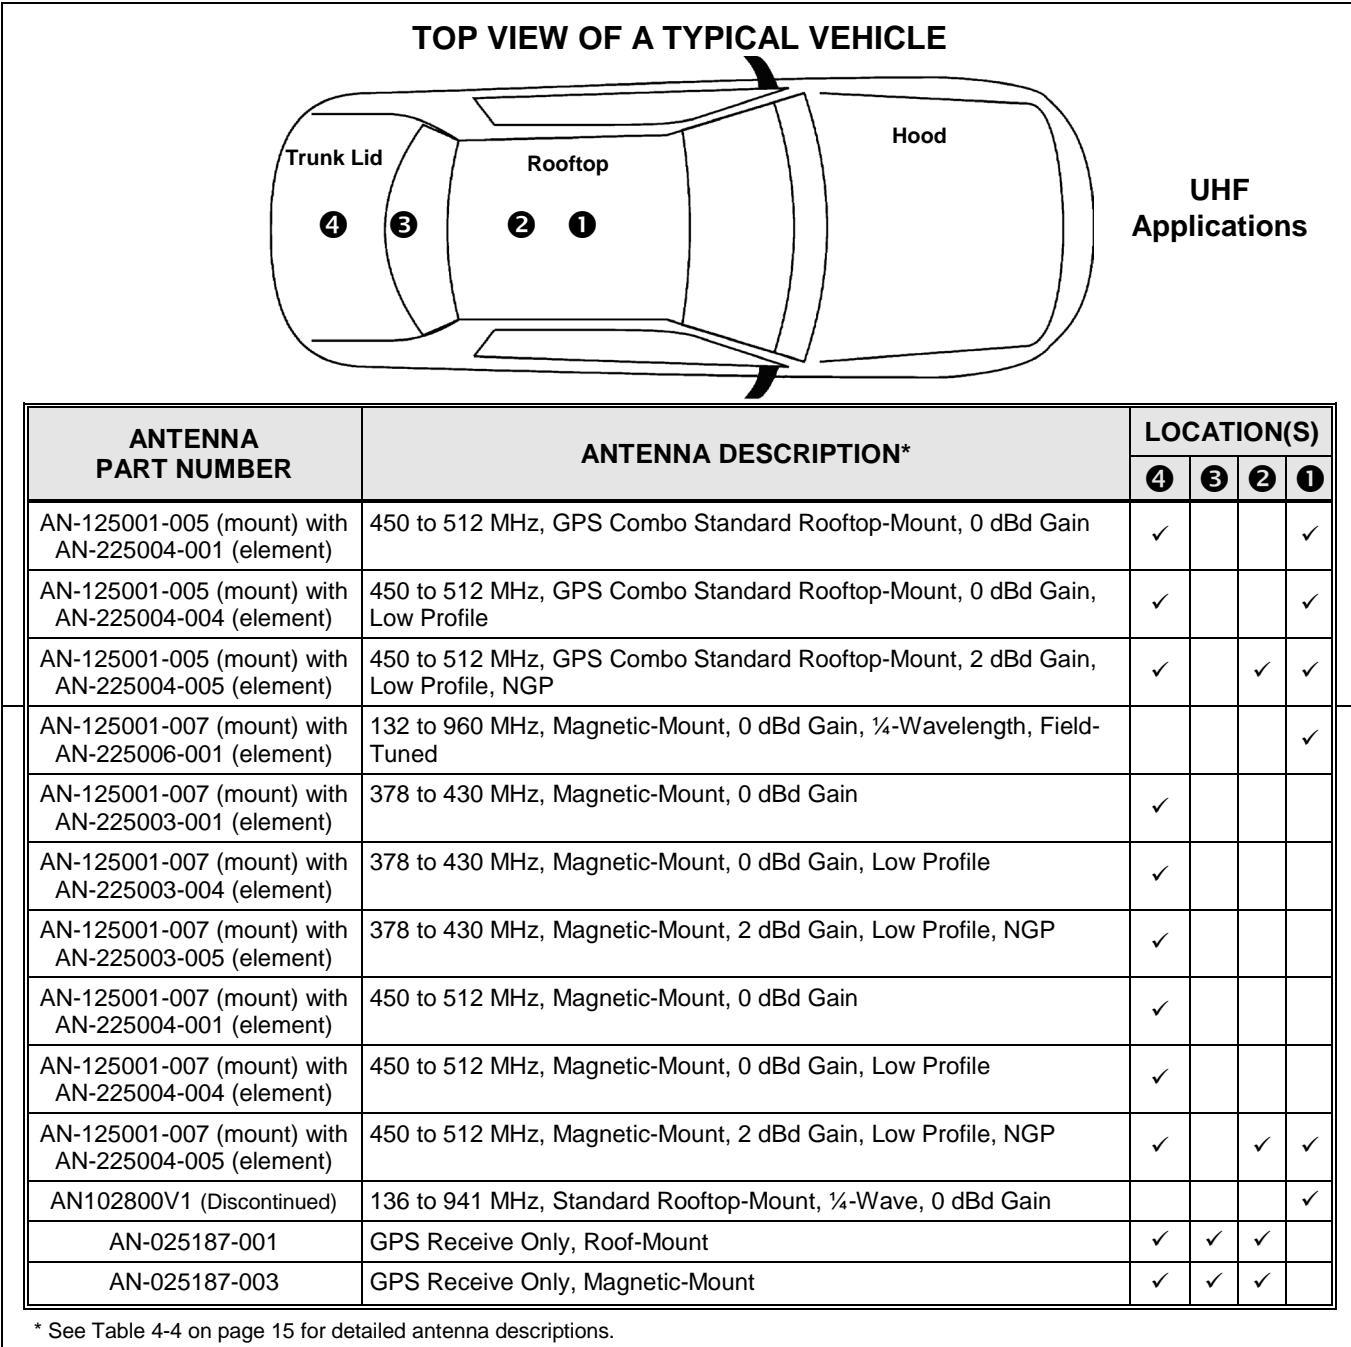 TOP VIEW OF A TYPICAL VEHICLE
Hood
Trunk Lid
Rooftop
UHF
Applications
❹ ❸ ❷ ❶
ANTENNA
PART NUMBER
ANTENNA DESCRIPTION*
LOCATION(S)
❹ ❸ ❷ ❶
AN-125001-005 (mount) with
AN-225004-001 (element)
450 to 512 MHz, GPS Combo Standard Rooftop-Mount, 0 dBd Gain
✓ ✓
AN-125001-005 (mount) with
AN-225004-004 (element)
450 to 512 MHz, GPS Combo Standard Rooftop-Mount, 0 dBd Gain,
Low Profile
✓ ✓
AN-125001-005 (mount) with
AN-225004-005 (element)
450 to 512 MHz, GPS Combo Standard Rooftop-Mount, 2 dBd Gain,
Low Profile, NGP
✓ ✓ ✓
AN-125001-007 (mount) with
AN-225006-001 (element)
132 to 960 MHz, Magnetic-Mount, 0 dBd Gain, ¼-Wavelength, Field-
Tuned
✓
AN-125001-007 (mount) with
AN-225003-001 (element)
378 to 430 MHz, Magnetic-Mount, 0 dBd Gain
✓
AN-125001-007 (mount) with
AN-225003-004 (element)
378 to 430 MHz, Magnetic-Mount, 0 dBd Gain, Low Profile
✓
AN-125001-007 (mount) with
AN-225003-005 (element)
378 to 430 MHz, Magnetic-Mount, 2 dBd Gain, Low Profile, NGP
✓
AN-125001-007 (mount) with
AN-225004-001 (element)
450 to 512 MHz, Magnetic-Mount, 0 dBd Gain
✓
AN-125001-007 (mount) with
AN-225004-004 (element)
450 to 512 MHz, Magnetic-Mount, 0 dBd Gain, Low Profile
✓
AN-125001-007 (mount) with
AN-225004-005 (element)
450 to 512 MHz, Magnetic-Mount, 2 dBd Gain, Low Profile, NGP
✓ ✓ ✓
AN102800V1 (Discontinued)
136 to 941 MHz, Standard Rooftop-Mount, ¼-Wave, 0 dBd Gain
✓
AN-025187-001
GPS Receive Only, Roof-Mount
✓ ✓ ✓
AN-025187-003
GPS Receive Only, Magnetic-Mount
✓ ✓ ✓
* See Table 4-4 on page 15 for detailed antenna descriptions.